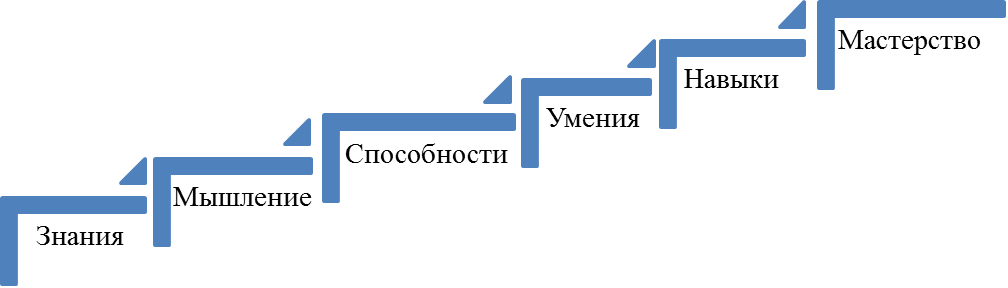 Знания
Мышление
Способности
Умения
Навыки
Мастерство